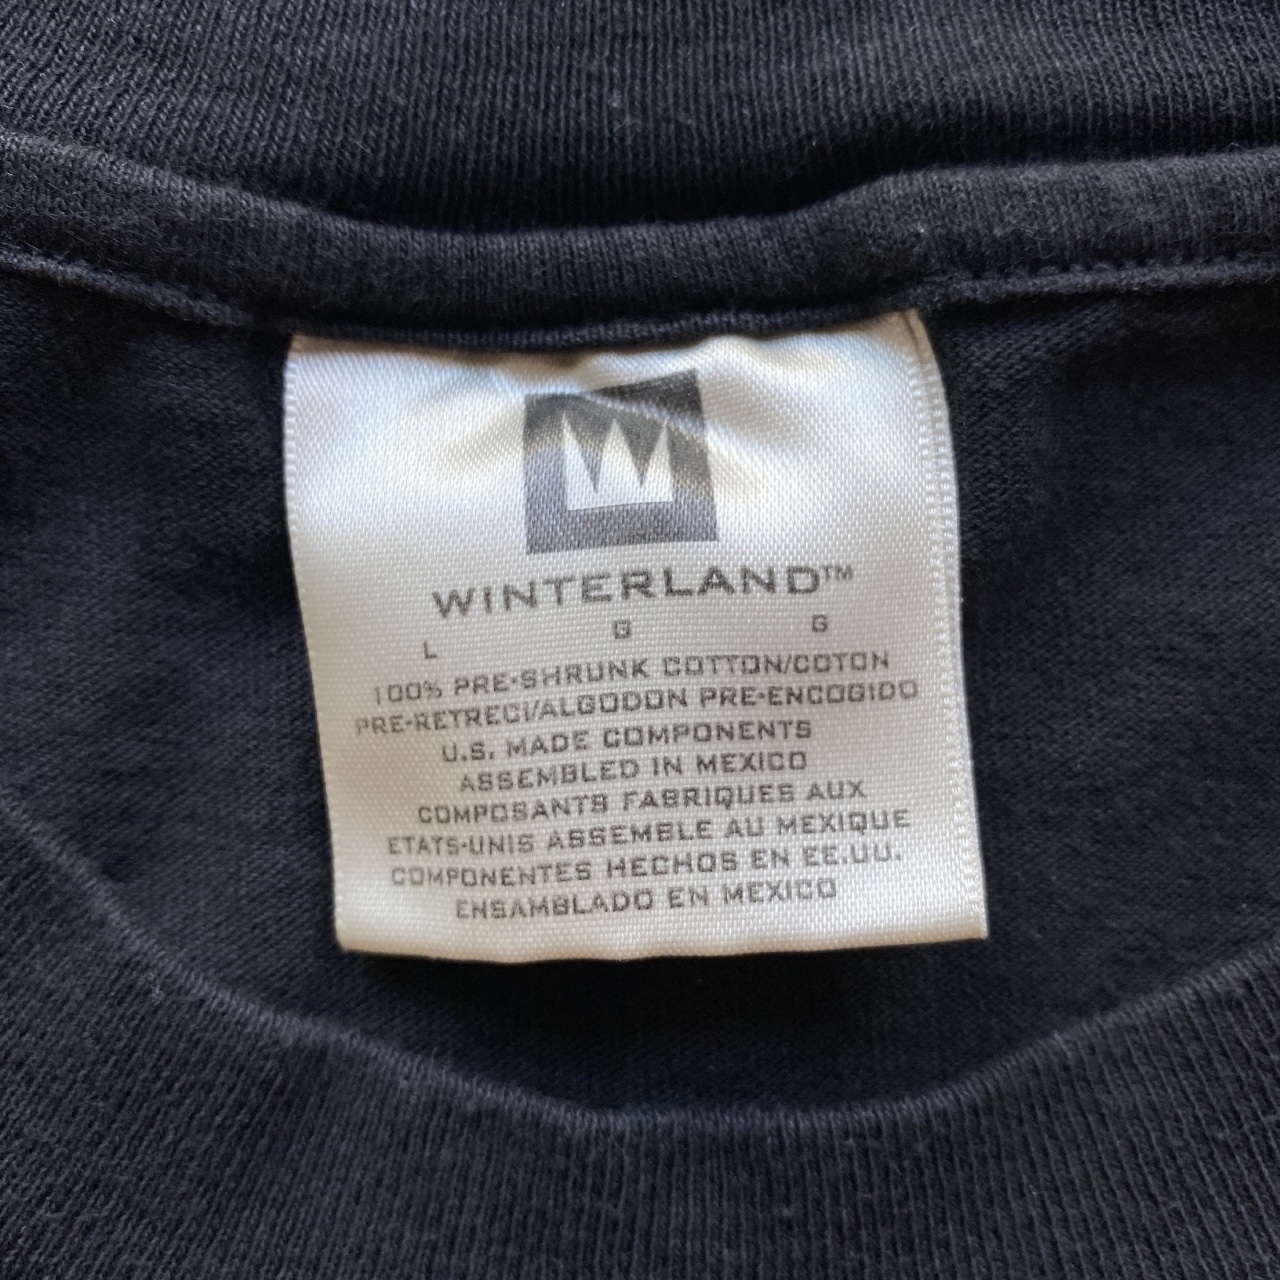 WINTERLAND™
L G G
100% PRE-SHRUNK COTTON/COTON
PRE-RETRECI/ALGODON PRE-ENCOGIDO
U.S. MADE COMPONENTS
ASSEMBLED IN MEXICO
COMPOSANTS FABRIQUES AUX
ETATS-UNIS ASSEMBLE AU MEXIQUE
COMPONENTES HECHOS EN EE.UU.
ENSAMBLADO EN MEXICO